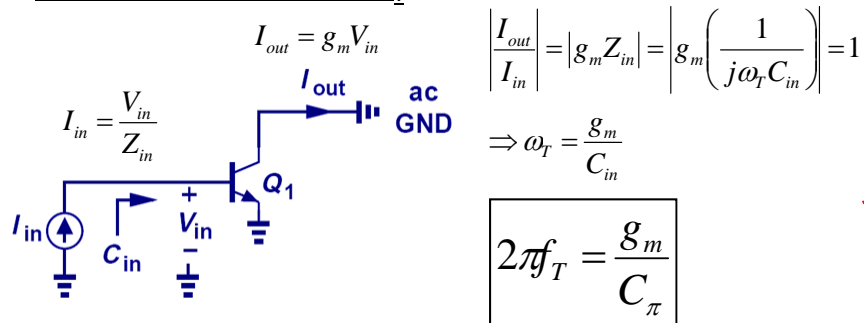 I_out = g_m V_in
I_out
ac
GND
I_in = V_in / Z_in
Q_1
I_in
C_in
+
V_in
−
|I_out / I_in| = |g_m Z_in| = |g_m (1 / jω_T C_in)| = 1
⇒ ω_T = g_m / C_in
2πf_T = g_m / C_π